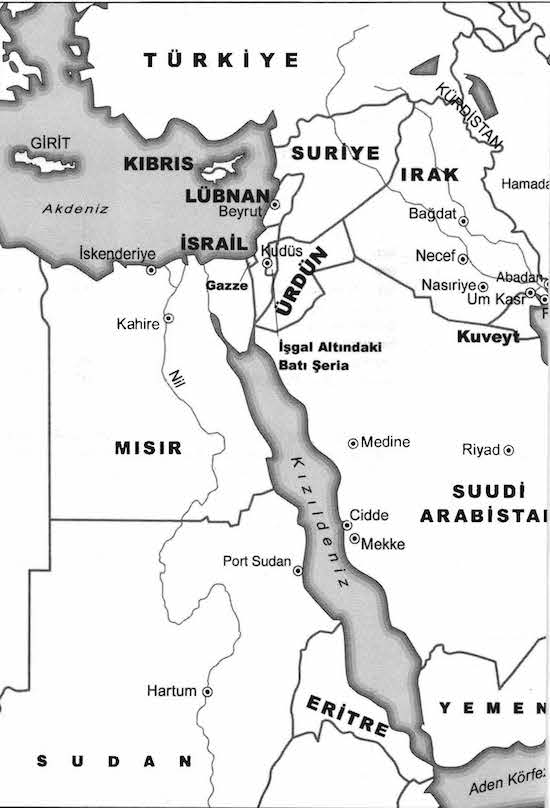 TÜRKİYE
KÜRDİSTAN
GİRİT
KIBRIS
SURİYE
IRAK
Hamada
LÜBNAN
Beyrut
Akdeniz
Bağdat
İSRAİL
Kudüs
İskenderiye
Necef
Abadan
Gazze
ÜRDÜN
Nasıriye
Um Kasr
F
Kahire
Kuveyt
İşgal Altındaki
Batı Şeria
Nil
MISIR
Medine
Riyad
Kızıldeniz
SUUDİ
ARABİSTAI
Cidde
Mekke
Port Sudan
Hartum
ERİTRE
YEMEN
SUDAN
Aden Körfez